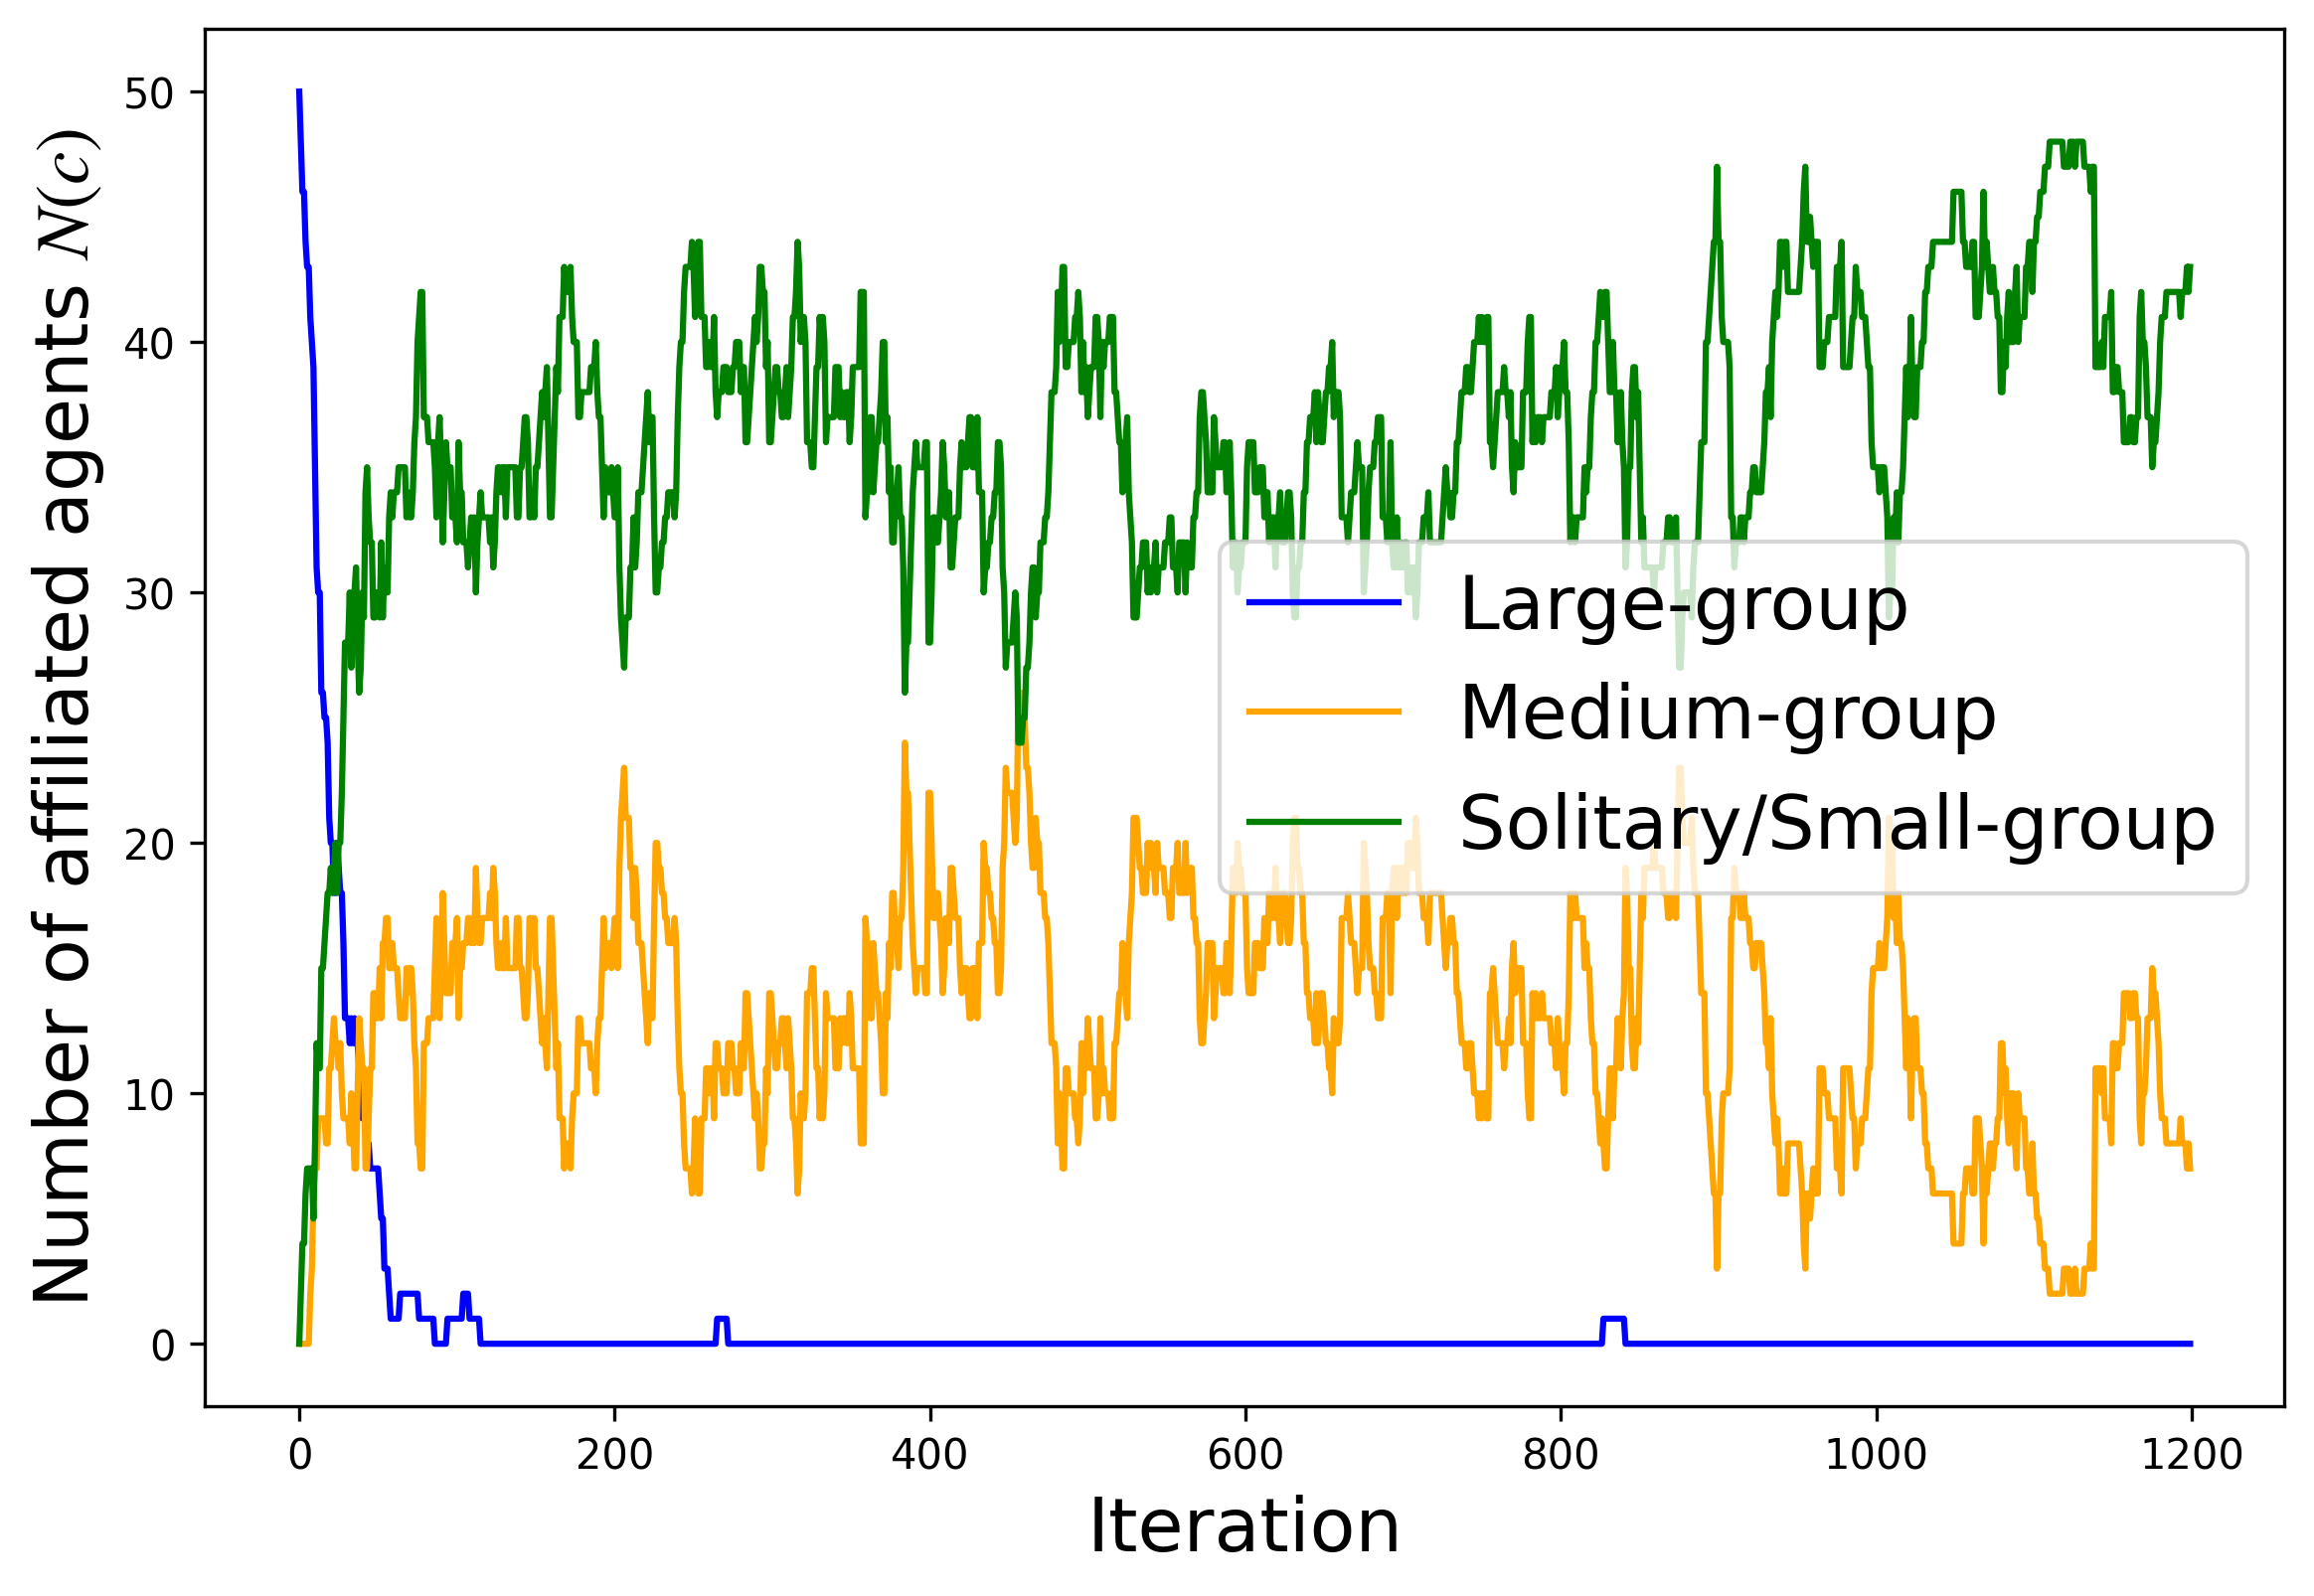 Number of affiliated agents N(c)
50
40
30
20
10
0
Large-group
Medium-group
Solitary/Small-group
0 200 400 600 800 1000 1200
Iteration